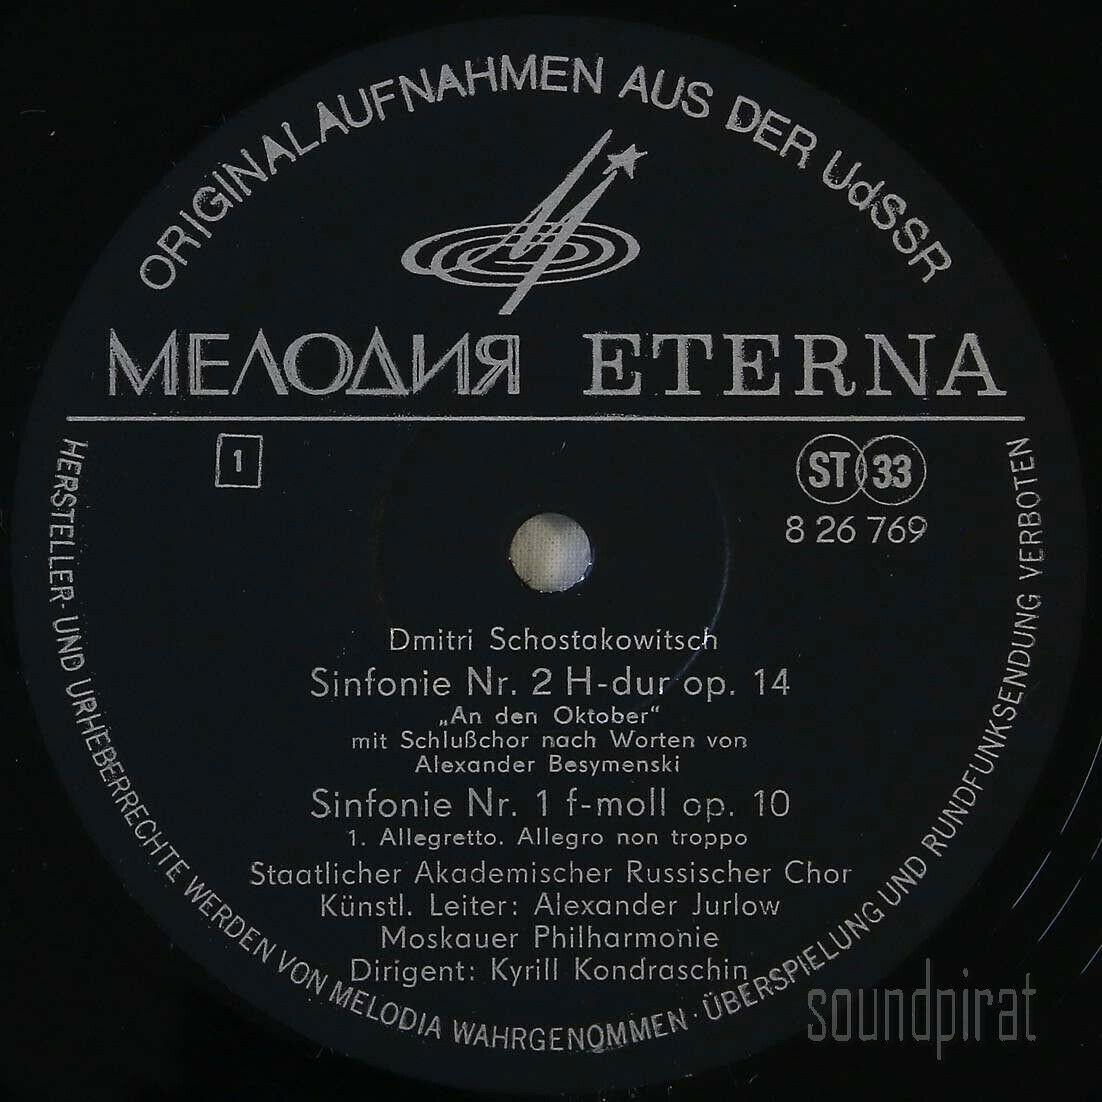 ORIGINALAUFNAHMEN AUS DER UdSSR
МЕЛОДИЯ ETERNA
1
ST 33
8 26 769
Dmitri Schostakowitsch
Sinfonie Nr. 2 H-dur op. 14
„An den Oktober“
mit Schlußchor nach Worten von
Alexander Besymenski
Sinfonie Nr. 1 f-moll op. 10
1. Allegretto. Allegro non troppo
Staatlicher Akademischer Russischer Chor
Künstl. Leiter: Alexander Jurlow
Moskauer Philharmonie
Dirigent: Kyrill Kondraschin
HERSTELLER- UND URHEBERRECHTE WERDEN VON MELODIA WAHRGENOMMEN · ÜBERSPIELUNG UND RUNDFUNKSENDUNG VERBOTEN
soundpirat